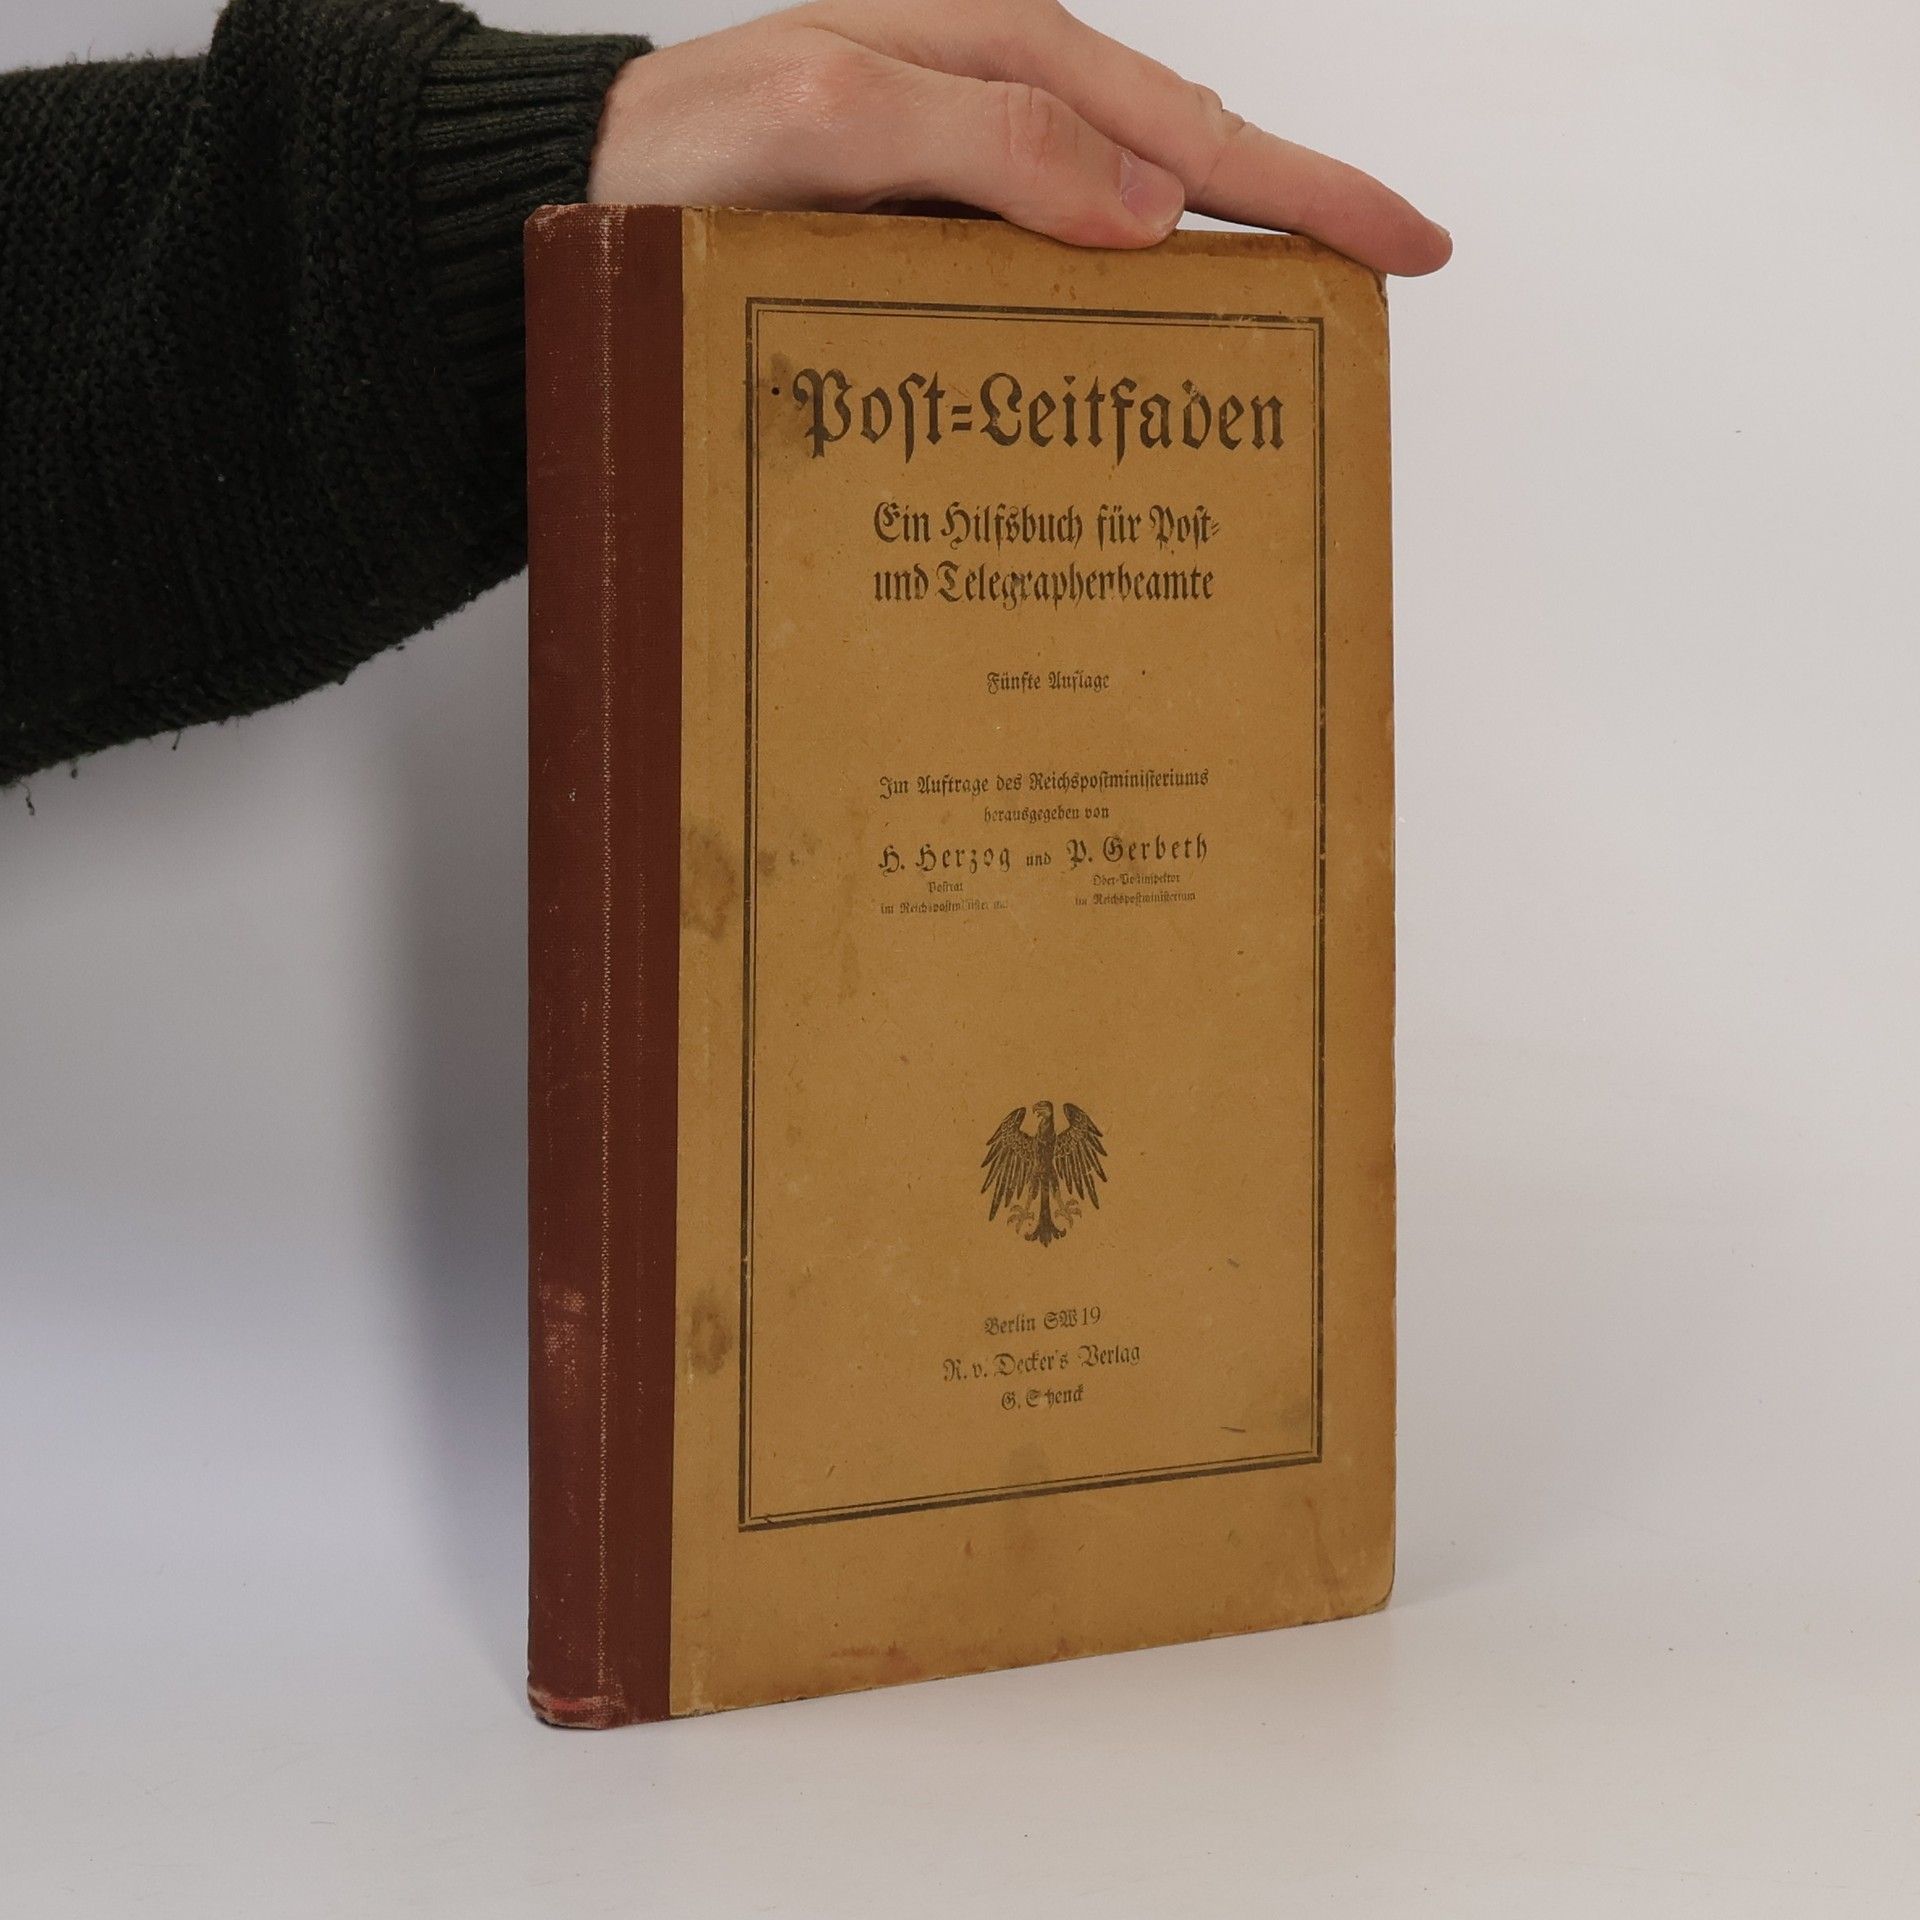 Post-Leitfaden
Ein Hilfsbuch für Post-
und Telegraphenbeamte
Fünfte Auflage
Im Auftrage des Reichspostministeriums
herausgegeben von
H. Herzog und P. Gerbeth
Postrat Ober-Postinspektor
im Reichspostministerium im Reichspostministerium
Berlin SW 19
R. v. Decker's Verlag
G. Schenck